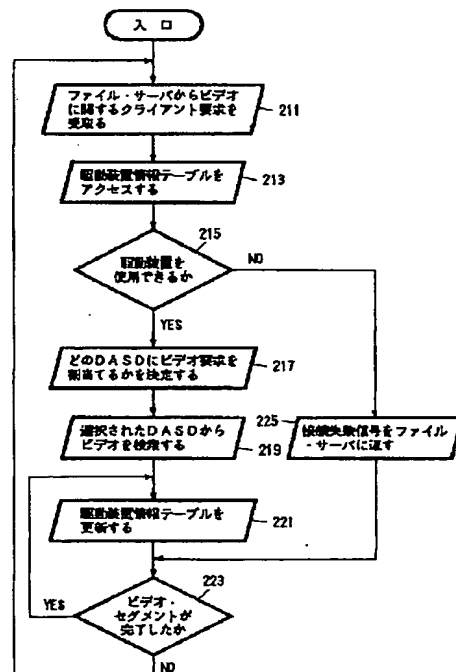 入口
ファイル・サーバからビデオ
に関するクライアント要求を
受取る
211
駆動装置情報テーブルを
アクセスする
213
215
駆動装置を
使用できるか
NO
YES
どのDASDにビデオ要求を
割当てるかを決定する
217
選択されたDASDから
ビデオを検索する
219
225
接続失敗信号をファイル
・サーバに返す
駆動装置情報テーブルを
更新する
221
223
ビデオ・
セグメントが
完了したか
YES
NO